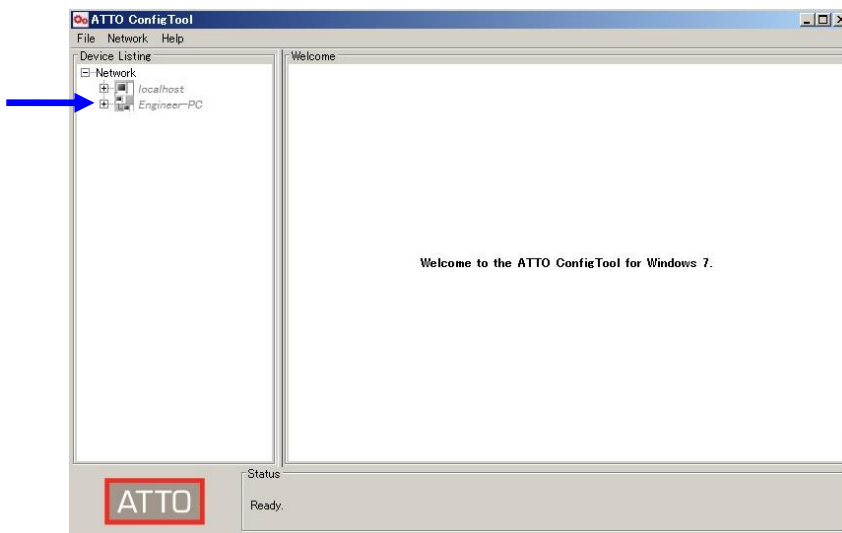 ATTO ConfigTool
File Network Help
Device Listing
Welcome
Network
localhost
Engineer-PC
Welcome to the ATTO ConfigTool for Windows 7.
Status
ATTO
Ready.